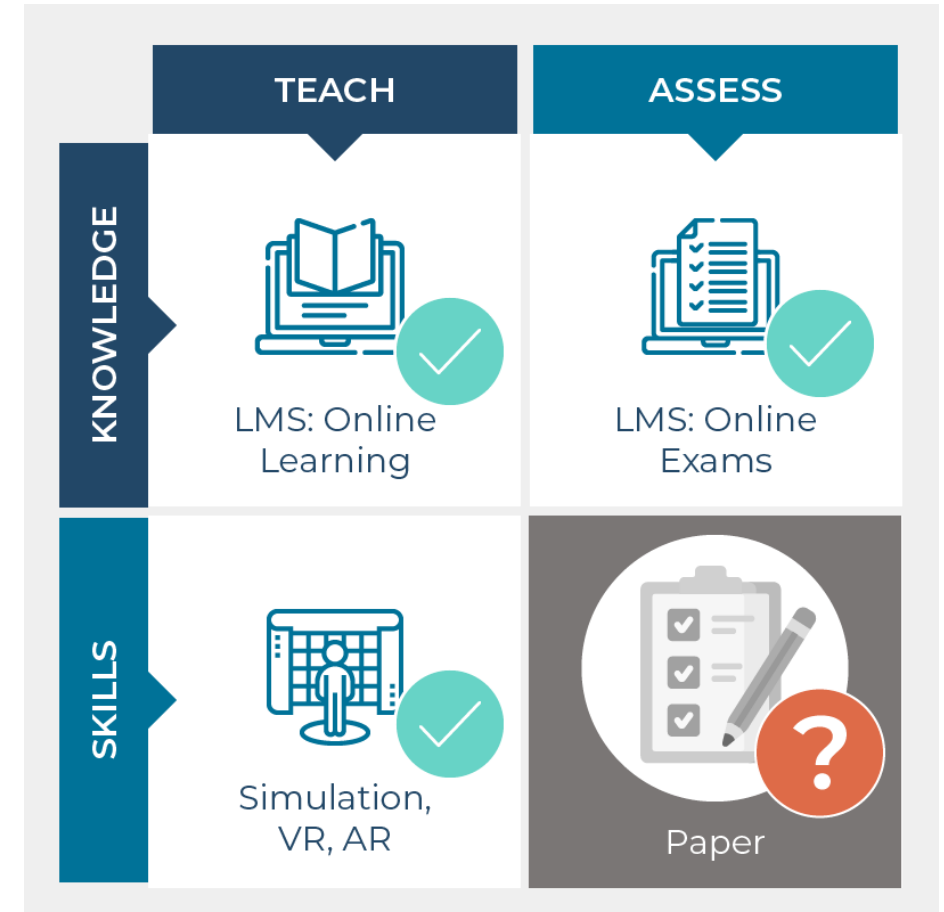 TEACH
ASSESS
KNOWLEDGE
LMS: Online
Learning
LMS: Online
Exams
SKILLS
Simulation,
VR, AR
?
Paper